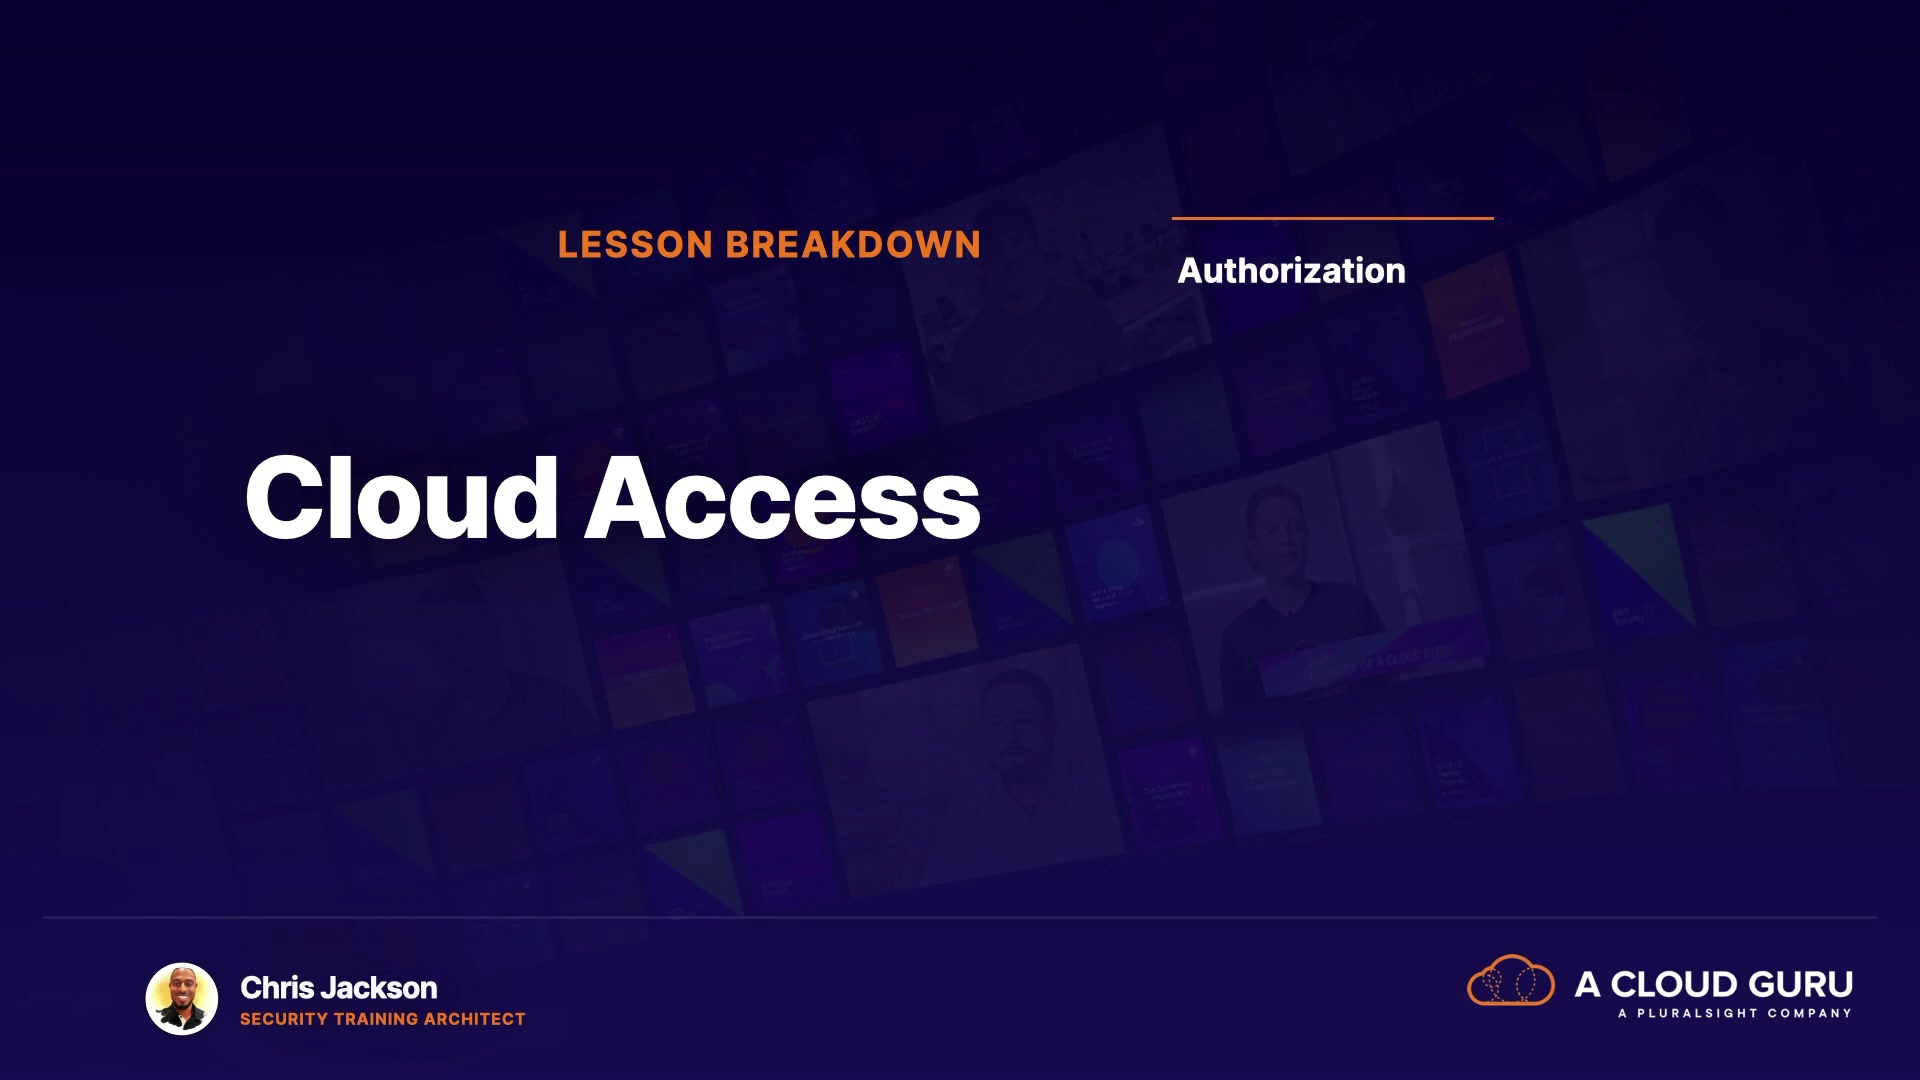 LESSON BREAKDOWN
Cloud Access
Authorization
Chris Jackson
SECURITY TRAINING ARCHITECT
A CLOUD GURU
A PLURALSIGHT COMPANY